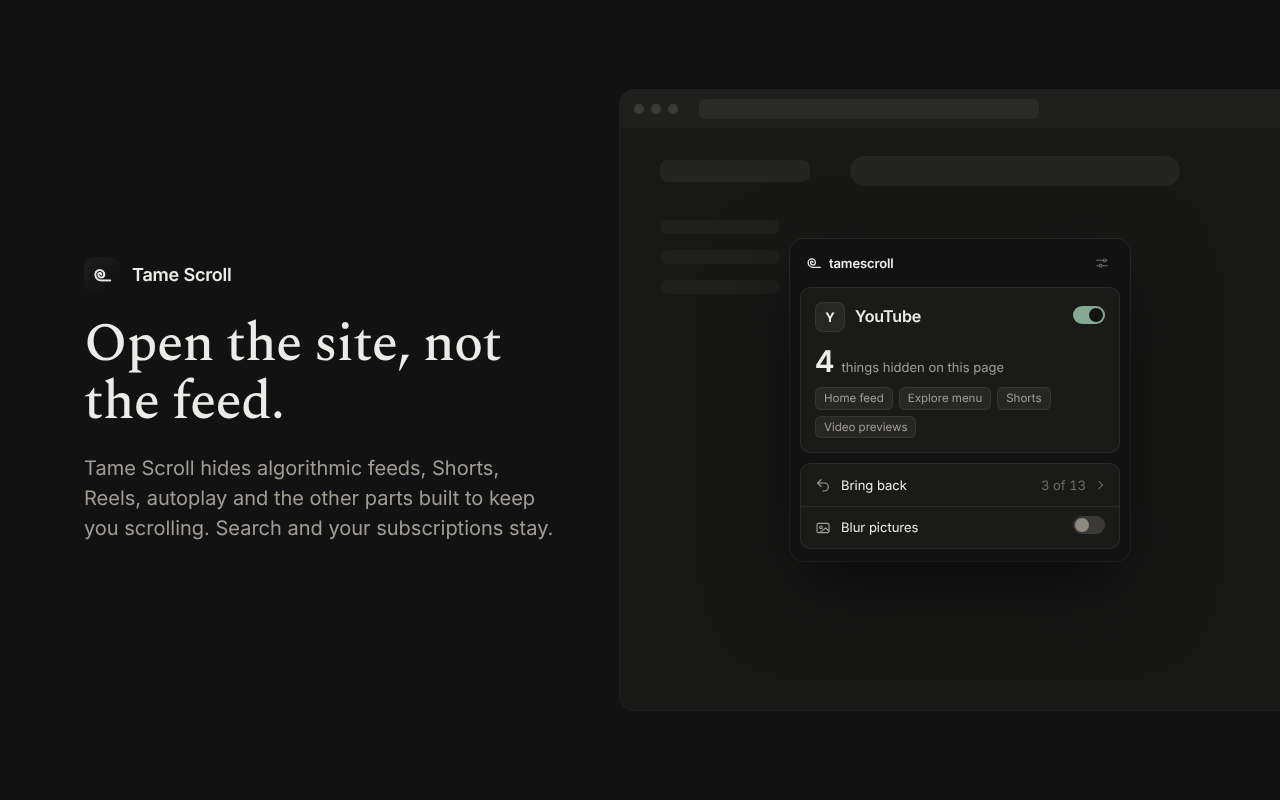 Tame Scroll
Open the site, not
the feed.
Tame Scroll hides algorithmic feeds, Shorts,
Reels, autoplay and the other parts built to keep
you scrolling. Search and your subscriptions stay.
tamescroll
Y YouTube
4 things hidden on this page
Home feed Explore menu Shorts
Video previews
Bring back 3 of 13
Blur pictures